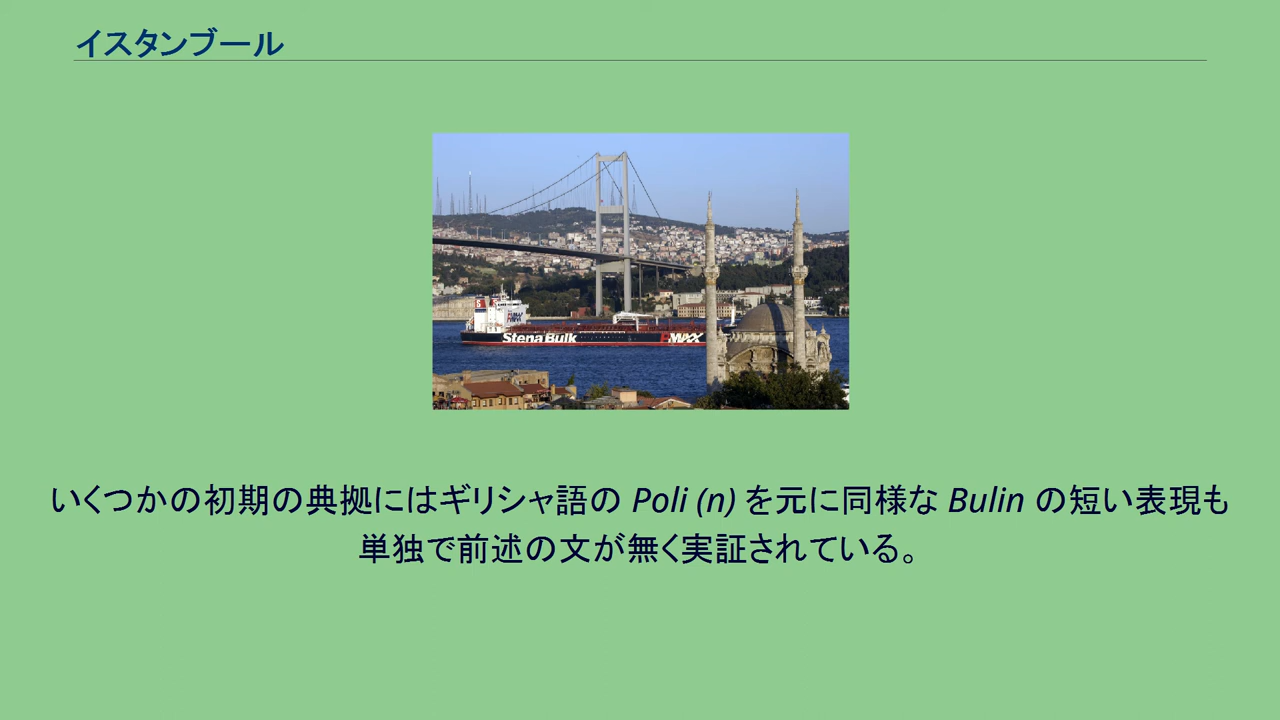 イスタンブール
Stena Bulk
いくつかの初期の典拠にはギリシャ語の Poli (n) を元に同様な Bulin の短い表現も
単独で前述の文が無く実証されている。